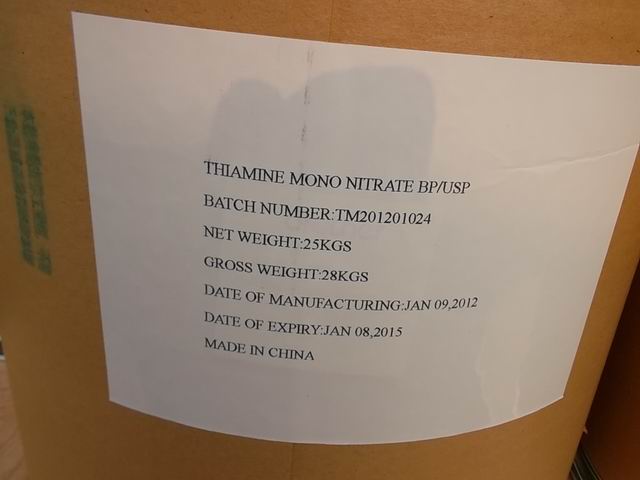 THIAMINE MONO NITRATE BP/USP
BATCH NUMBER:TM201201024
NET WEIGHT:25KGS
GROSS WEIGHT:28KGS
DATE OF MANUFACTURING:JAN 09,2012
DATE OF EXPIRY:JAN 08,2015
MADE IN CHINA